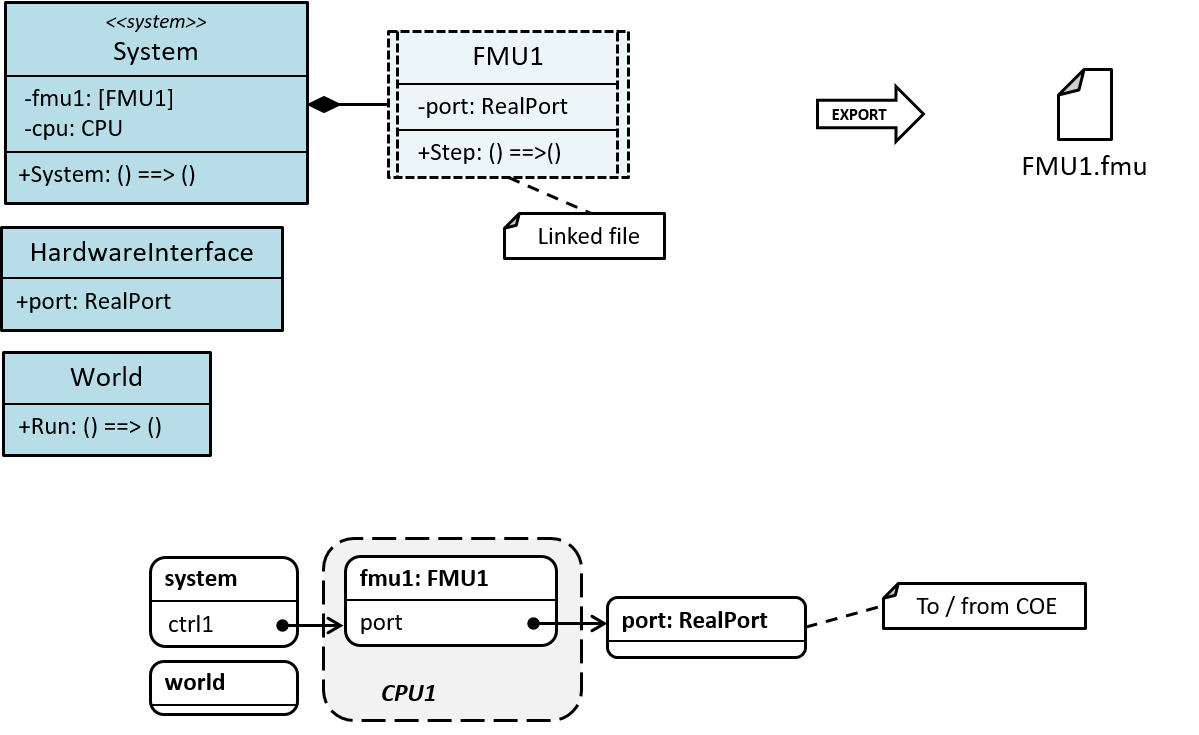 <<system>>
System
-fmu1: [FMU1]
-cpu: CPU
+System: () ==> ()
FMU1
-port: RealPort
+Step: () ==>()
Linked file
EXPORT
FMU1.fmu
HardwareInterface
+port: RealPort
World
+Run: () ==> ()
system
ctrl1
world
fmu1: FMU1
port
CPU1
port: RealPort
To / from COE